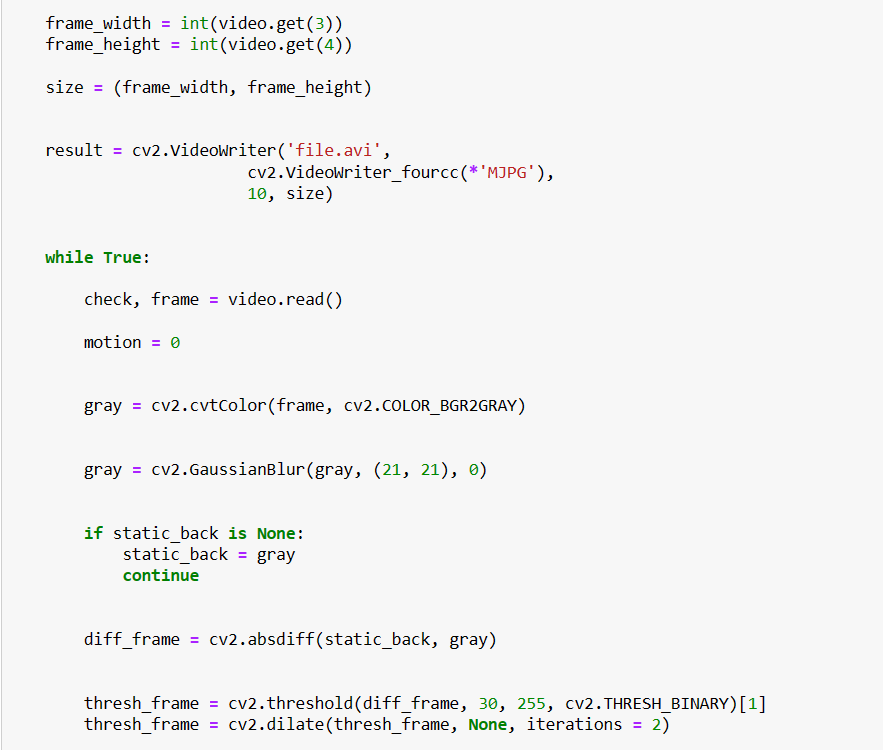 frame_width = int(video.get(3))
frame_height = int(video.get(4))
size = (frame_width, frame_height)
result = cv2.VideoWriter('file.avi',
cv2.VideoWriter_fourcc(*'MJPG'),
10, size)
while True:
check, frame = video.read()
motion = 0
gray = cv2.cvtColor(frame, cv2.COLOR_BGR2GRAY)
gray = cv2.GaussianBlur(gray, (21, 21), 0)
if static_back is None:
static_back = gray
continue
diff_frame = cv2.absdiff(static_back, gray)
thresh_frame = cv2.threshold(diff_frame, 30, 255, cv2.THRESH_BINARY)[1]
thresh_frame = cv2.dilate(thresh_frame, None, iterations = 2)